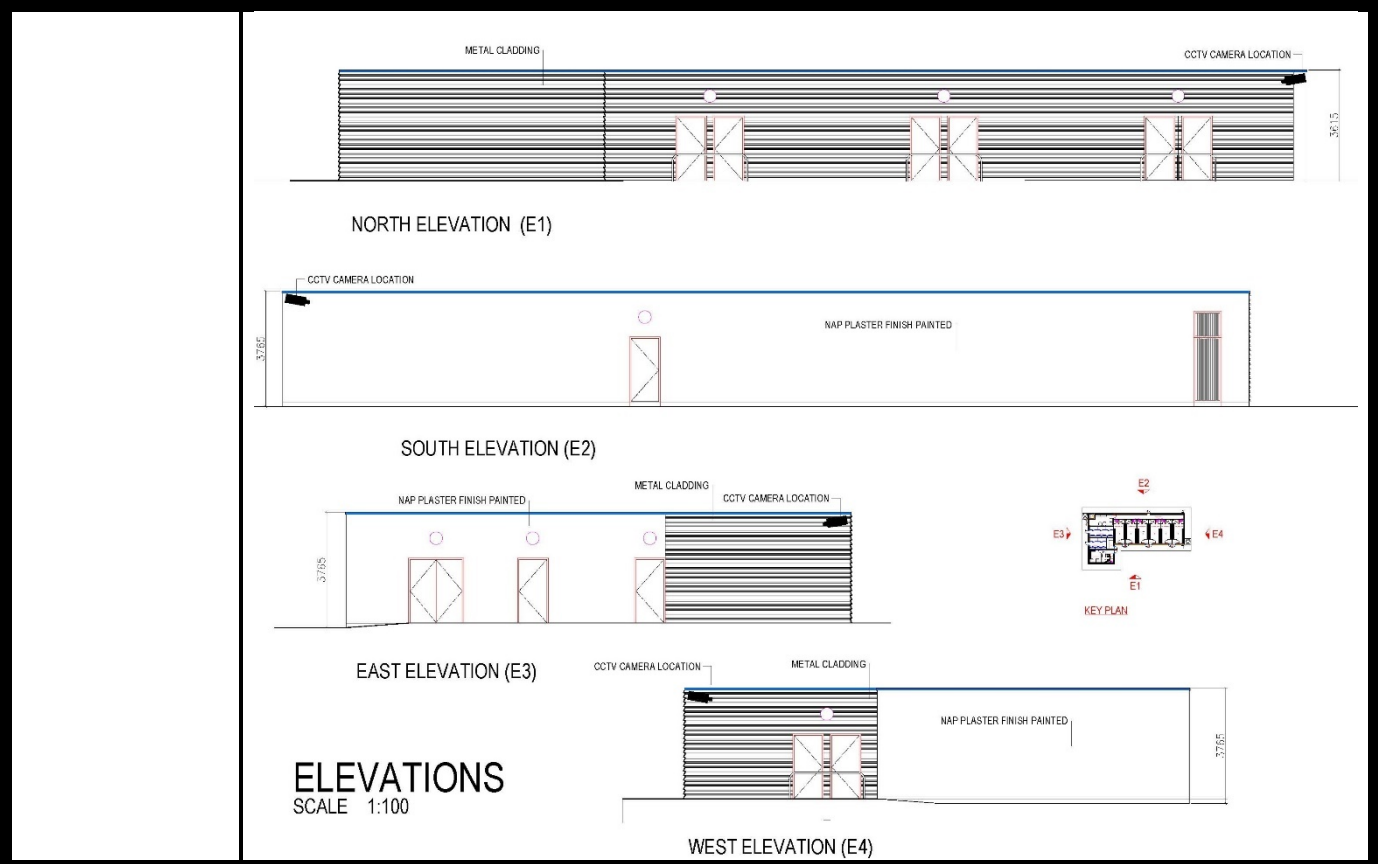 METAL CLADDING
CCTV CAMERA LOCATION
3615
NORTH ELEVATION (E1)
CCTV CAMERA LOCATION
3765
NAP PLASTER FINISH PAINTED
SOUTH ELEVATION (E2)
METAL CLADDING
NAP PLASTER FINISH PAINTED
CCTV CAMERA LOCATION
3765
E2
E3
E4
E1
KEY PLAN
EAST ELEVATION (E3)
CCTV CAMERA LOCATION
METAL CLADDING
NAP PLASTER FINISH PAINTED
3765
ELEVATIONS
SCALE 1:100
WEST ELEVATION (E4)